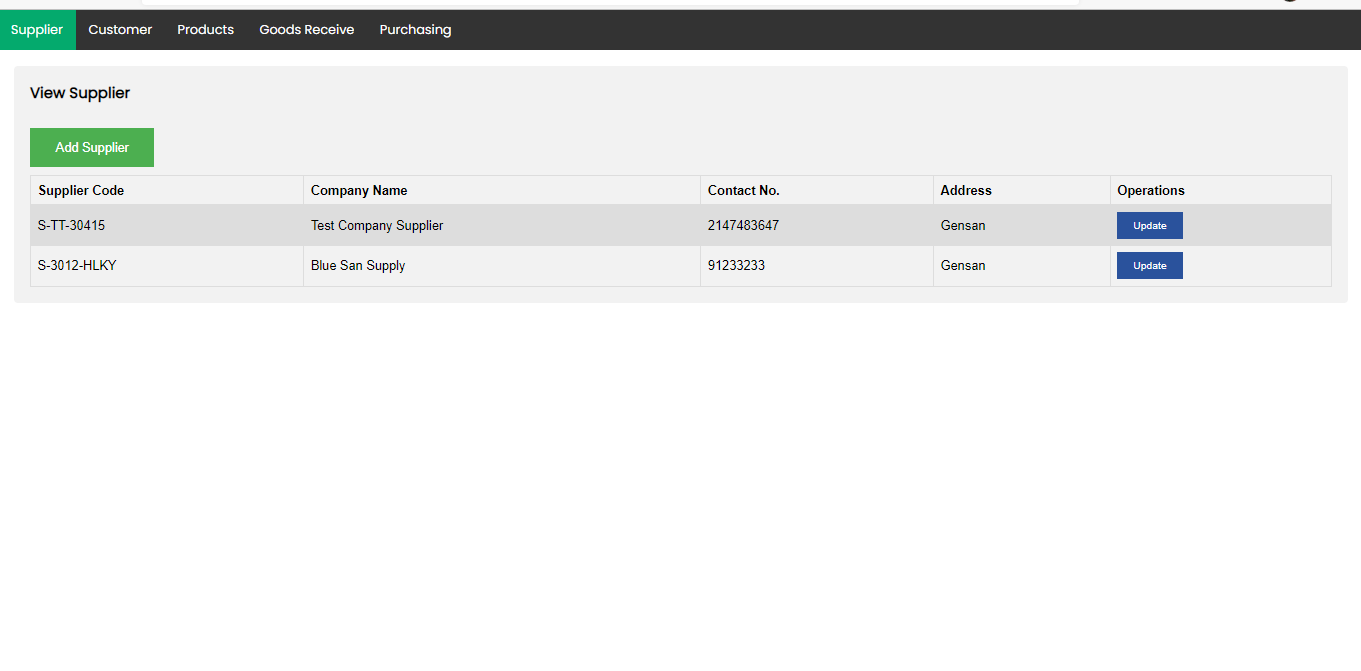 Supplier Customer Products Goods Receive Purchasing
View Supplier
Add Supplier
Supplier Code Company Name Contact No. Address Operations
S-TT-30415 Test Company Supplier 2147483647 Gensan Update
S-3012-HLKY Blue San Supply 91233233 Gensan Update